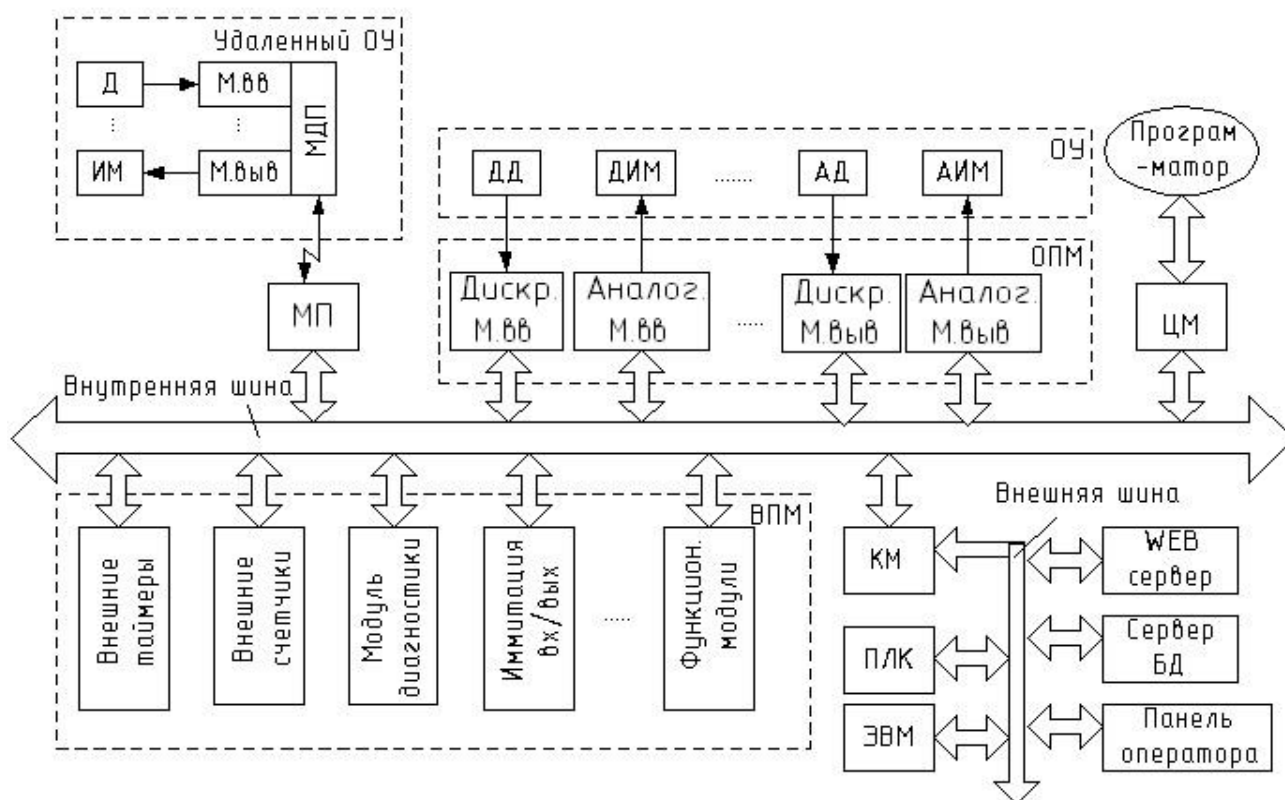 Удаленный ОУ
Д
М.вв
МДП
ИМ
М.выв
МП
ОУ
ДД
ДИМ
АД
АИМ
Програм
-матор
ОПМ
Дискр.
М.вв
Аналог.
М.вв
Дискр.
М.выв
Аналог.
М.выв
ЦМ
Внутренняя шина
ВПМ
Внешние
таймеры
Внешние
счетчики
Модуль
диагностики
Иммитация
вх/вых
Функцион.
модули
Внешняя шина
КМ
WEB
сервер
ПЛК
Сервер
БД
ЭВМ
Панель
оператора